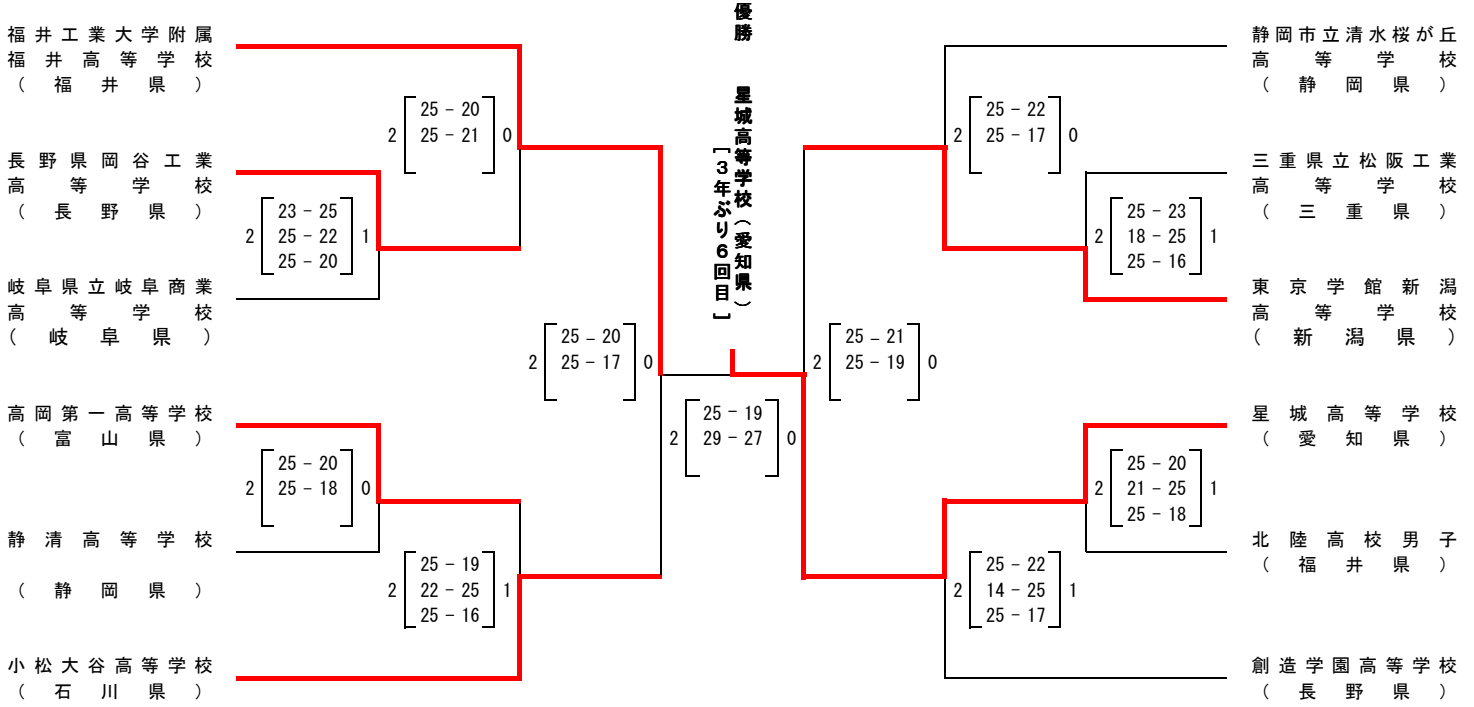 優勝　星城高等学校（愛知県）
［３年ぶり６回目］
福井工業大学附属
福井高等学校
（福井県）
2 25－20 0
25－21
長野県岡谷工業
高等学校
（長野県）
23－25
2 25－22 1
25－20
岐阜県立岐阜商業
高等学校
（岐阜県）
25－20
2 25－17 0
高岡第一高等学校
（富山県）
25－20
2 25－18 0
静清高等学校
（静岡県）
25－19
2 22－25 1
25－16
小松大谷高等学校
（石川県）
25－19
2 29－27 0
静岡市立清水桜が丘
高等学校
（静岡県）
25－22
2 25－17 0
三重県立松阪工業
高等学校
（三重県）
25－23
2 18－25 1
25－16
東京学館新潟
高等学校
（新潟県）
25－21
2 25－19 0
星城高等学校
（愛知県）
25－20
2 21－25 1
25－18
北陸高校男子
（福井県）
25－22
2 14－25 1
25－17
創造学園高等学校
（長野県）